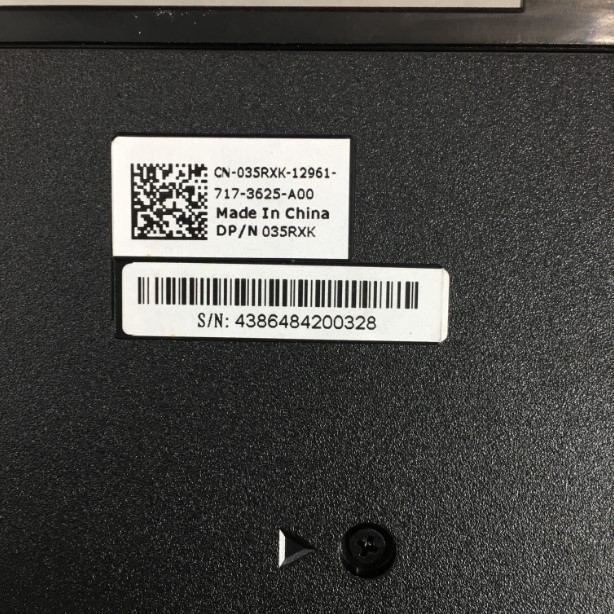 CN-035RXK-12961-
717-3625-A00
Made In China
DP/N 035RXK
S/N: 4386484200328